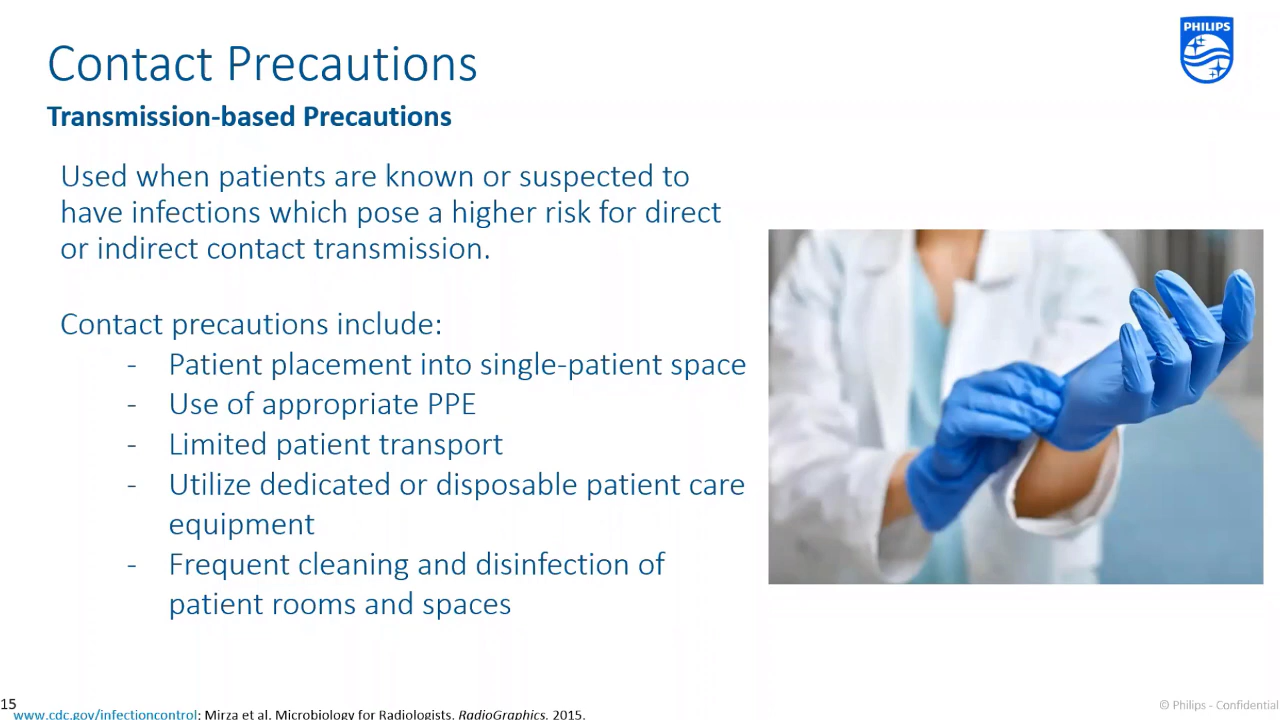 PHILIPS
Contact Precautions
Transmission-based Precautions
Used when patients are known or suspected to
have infections which pose a higher risk for direct
or indirect contact transmission.
Contact precautions include:
- Patient placement into single-patient space
- Use of appropriate PPE
- Limited patient transport
- Utilize dedicated or disposable patient care
equipment
- Frequent cleaning and disinfection of
patient rooms and spaces
15
www.cdc.gov/infectioncontrol; Mirza et al. Microbiology for Radiologists. RadioGraphics. 2015.
© Philips - Confidential